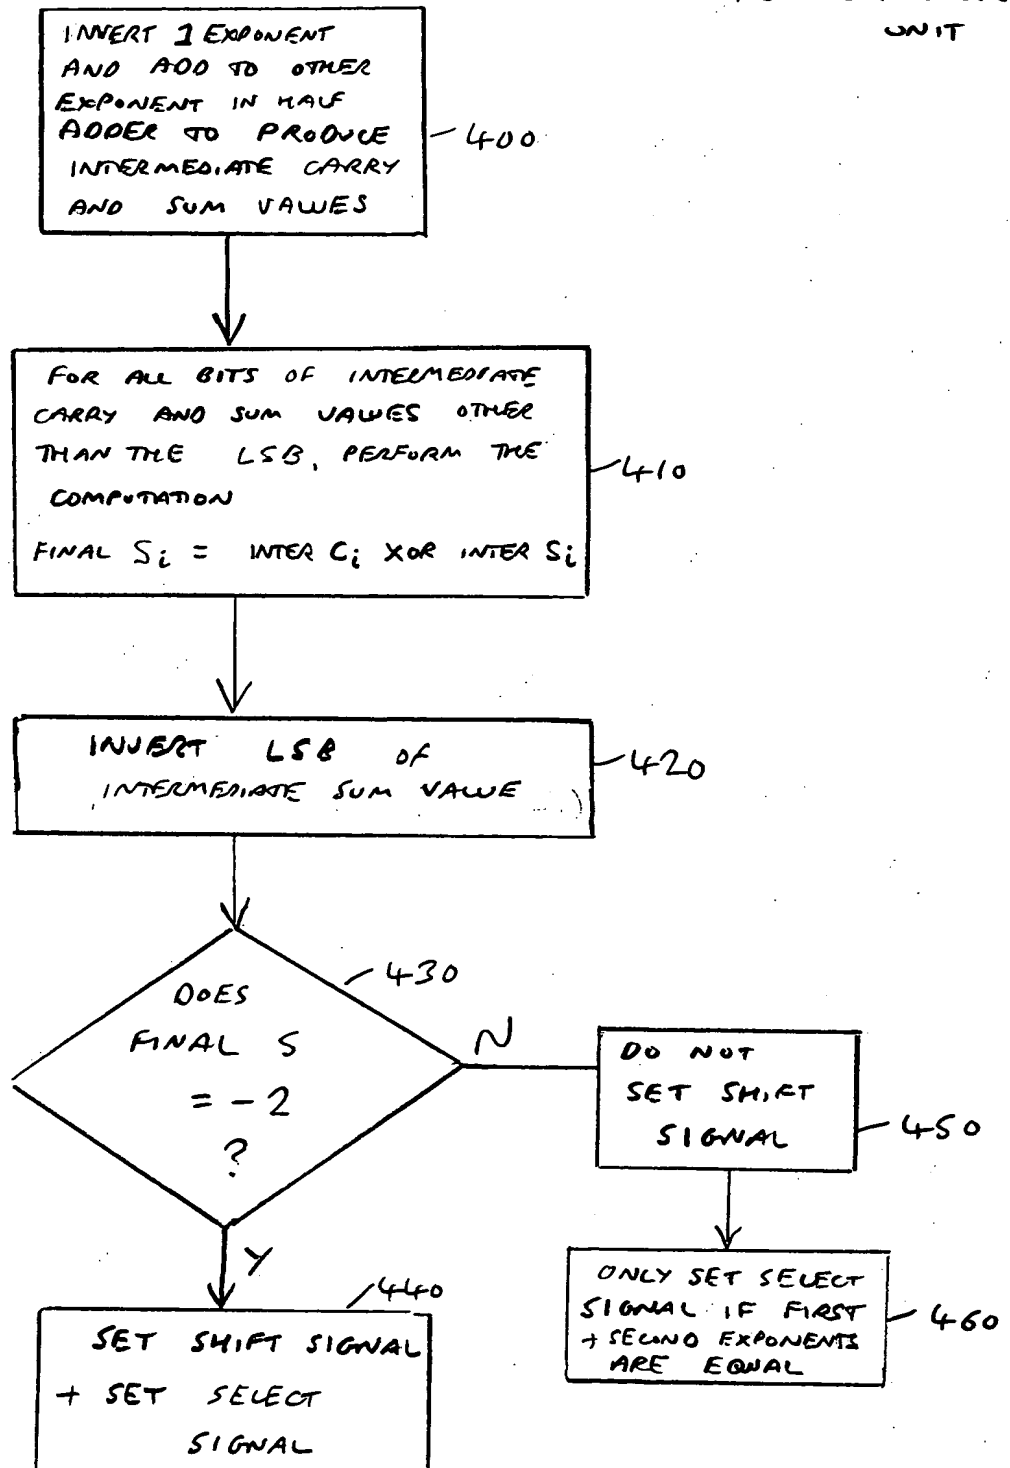 UNIT
INVERT 1 EXPONENT
AND ADD TO OTHER
EXPONENT IN HALF
ADDER TO PRODUCE
INTERMEDIATE CARRY
AND SUM VALUES
400
FOR ALL BITS OF INTERMEDIATE
CARRY AND SUM VALUES OTHER
THAN THE LSB, PERFORM THE
COMPUTATION
FINAL Si = INTER Ci XOR INTER Si
410
INVERT LSB OF
INTERMEDIATE SUM VALUE
420
430
DOES
FINAL S
= -2
?
N
DO NOT
SET SHIFT
SIGNAL
450
Y
440
SET SHIFT SIGNAL
+ SET SELECT
SIGNAL
ONLY SET SELECT
SIGNAL IF FIRST
+ SECOND EXPONENTS
ARE EQUAL
460